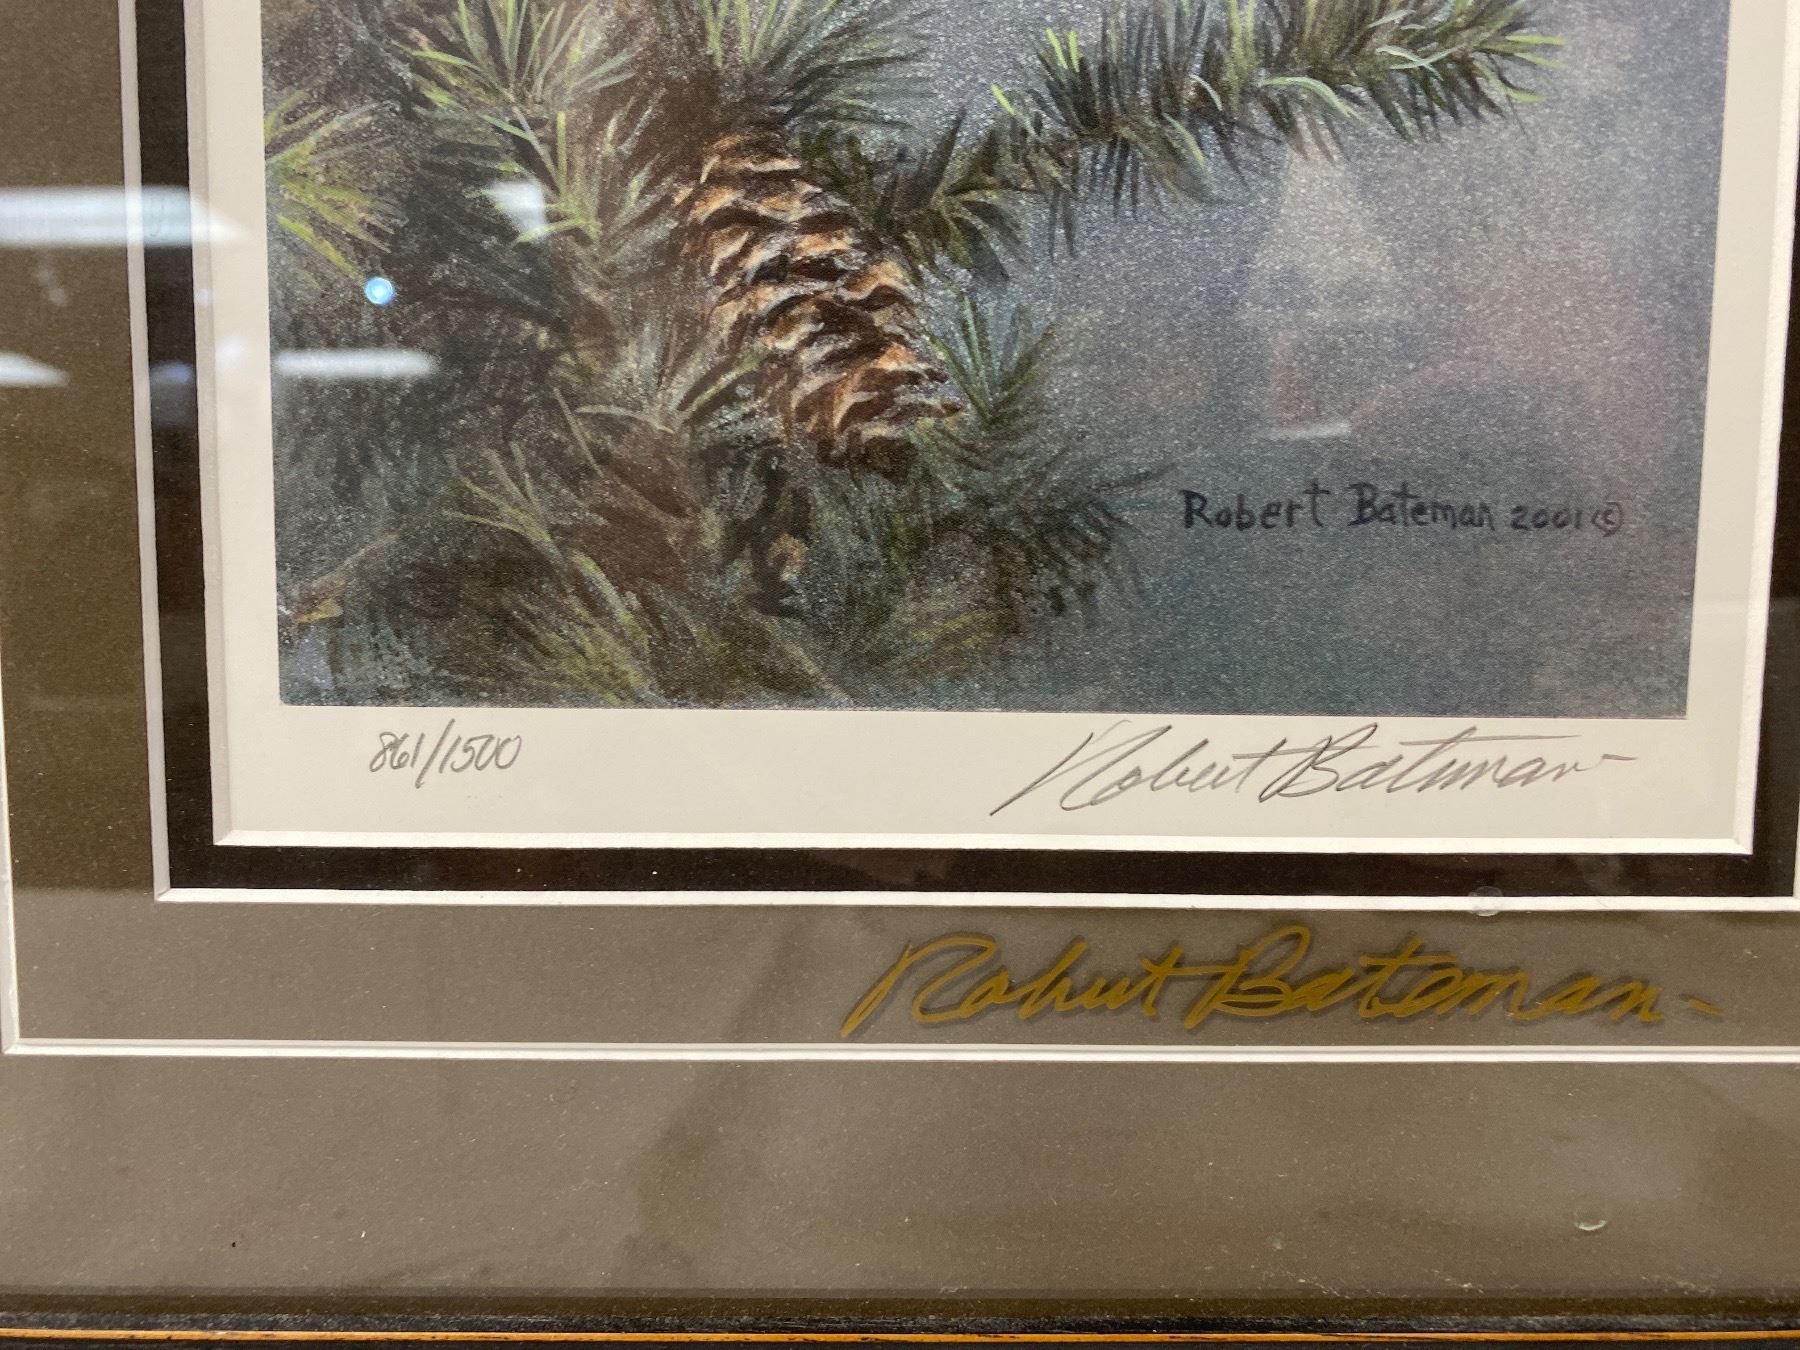 Robert Bateman 2001 ©
861/1500
Robert Bateman
Robert Bateman